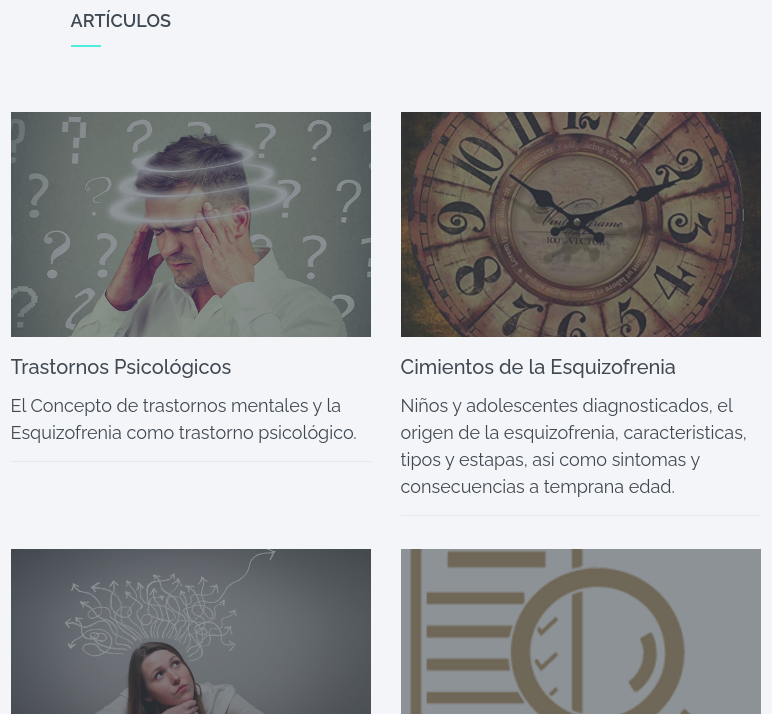 ARTÍCULOS
Trastornos Psicológicos
El Concepto de trastornos mentales y la
Esquizofrenia como trastorno psicológico.
Cimientos de la Esquizofrenia
Niños y adolescentes diagnosticados, el
origen de la esquizofrenia, caracteristicas,
tipos y estapas, asi como sintomas y
consecuencias a temprana edad.